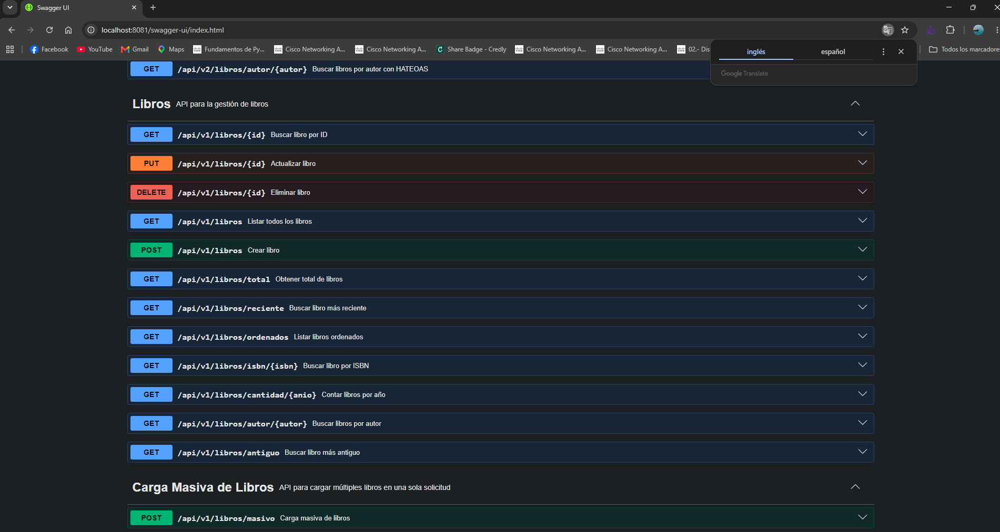 Swagger UI
localhost:8081/swagger-ui/index.html
Facebook YouTube Gmail Maps Fundamentos de Py... Cisco Networking A... Cisco Networking A... Share Badge - Credly Cisco Networking A... Cisco Networking A... 02.- Dis Todos los marcadores
inglés español
Google Translate
GET /api/v2/libros/autor/{autor} Buscar libros por autor con HATEOAS
Libros API para la gestión de libros
GET /api/v1/libros/{id} Buscar libro por ID
PUT /api/v1/libros/{id} Actualizar libro
DELETE /api/v1/libros/{id} Eliminar libro
GET /api/v1/libros Listar todos los libros
POST /api/v1/libros Crear libro
GET /api/v1/libros/total Obtener total de libros
GET /api/v1/libros/reciente Buscar libro más reciente
GET /api/v1/libros/ordenados Listar libros ordenados
GET /api/v1/libros/isbn/{isbn} Buscar libro por ISBN
GET /api/v1/libros/cantidad/{anio} Contar libros por año
GET /api/v1/libros/autor/{autor} Buscar libros por autor
GET /api/v1/libros/antiguo Buscar libro más antiguo
Carga Masiva de Libros API para cargar múltiples libros en una sola solicitud
POST /api/v1/libros/masivo Carga masiva de libros